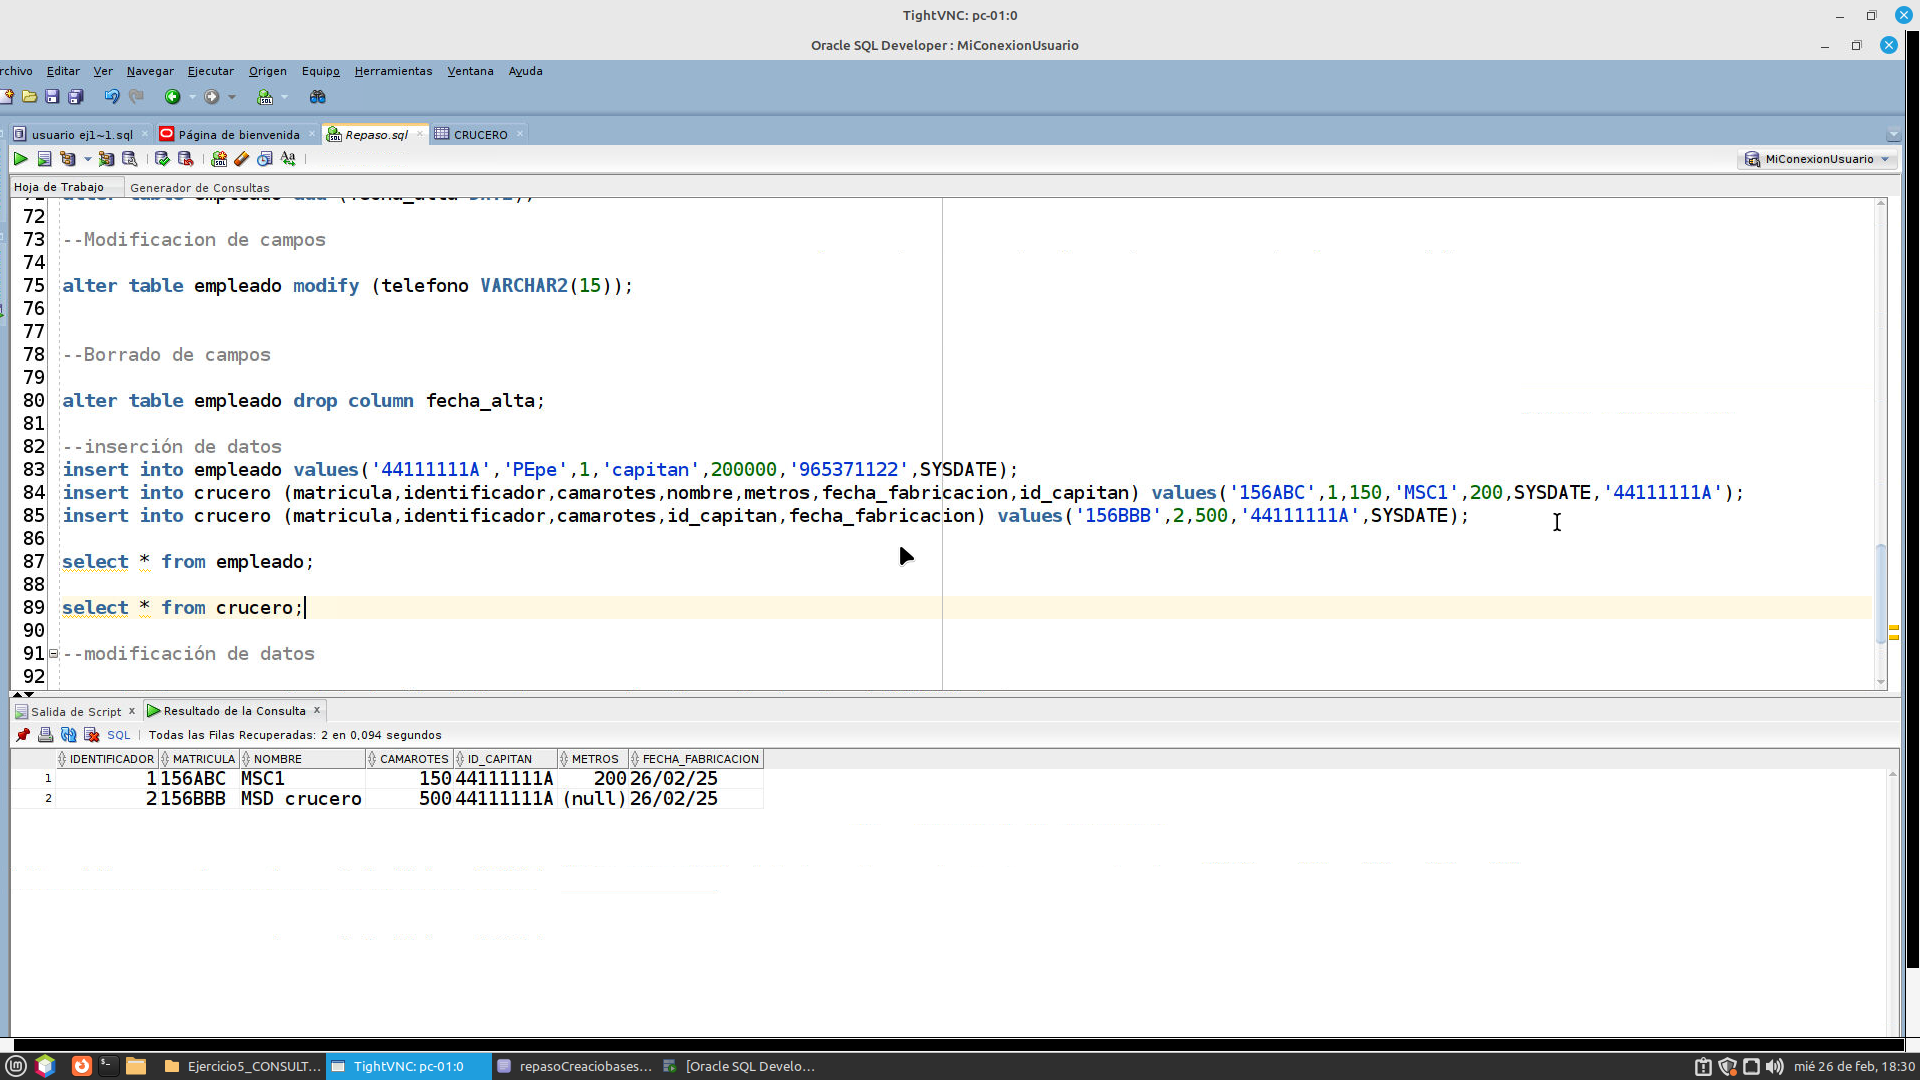 TightVNC: pc-01:0
Oracle SQL Developer : MiConexionUsuario
rchivo Editar Ver Navegar Ejecutar Origen Equipo Herramientas Ventana Ayuda
usuario ej1~1.sql Página de bienvenida Repaso.sql CRUCERO
MiConexionUsuario
Hoja de Trabajo Generador de Consultas
71 alter table empleado add (fecha_alta DATE);
72
73 --Modificacion de campos
74
75 alter table empleado modify (telefono VARCHAR2(15));
76
77
78 --Borrado de campos
79
80 alter table empleado drop column fecha_alta;
81
82 --inserción de datos
83 insert into empleado values('44111111A','PEpe',1,'capitan',200000,'965371122',SYSDATE);
84 insert into crucero (matricula,identificador,camarotes,nombre,metros,fecha_fabricacion,id_capitan) values('156ABC',1,150,'MSC1',200,SYSDATE,'44111111A');
85 insert into crucero (matricula,identificador,camarotes,id_capitan,fecha_fabricacion) values('156BBB',2,500,'44111111A',SYSDATE);
86
87 select * from empleado;
88
89 select * from crucero;
90
91 --modificación de datos
92
Salida de Script x Resultado de la Consulta x
SQL | Todas las Filas Recuperadas: 2 en 0,094 segundos
IDENTIFICADOR MATRICULA NOMBRE CAMAROTES ID_CAPITAN METROS FECHA_FABRICACION
1 1 156ABC MSC1 150 44111111A 200 26/02/25
2 2 156BBB MSD crucero 500 44111111A (null) 26/02/25
Ejercicio5_CONSULT... TightVNC: pc-01:0 repasoCreaciobases... [Oracle SQL Develo... mié 26 de feb, 18:30